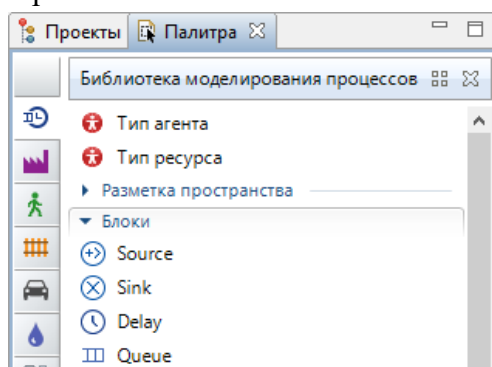 Проекты Палитра
Библиотека моделирования процессов
Тип агента
Тип ресурса
Разметка пространства
Блоки
Source
Sink
Delay
Queue